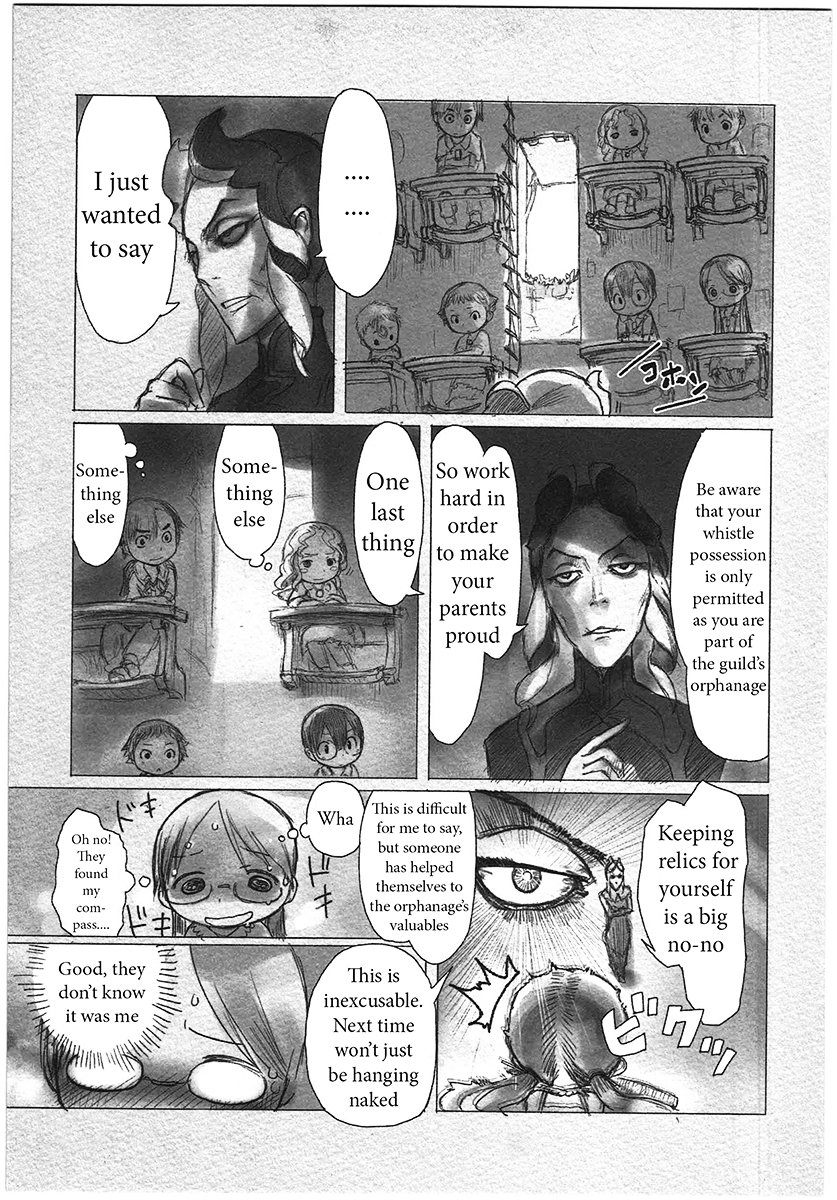 ....
....
コホン
I just
wanted
to say
Be aware
that your
whistle
possession
is only
permitted
as you are
part of
the guild's
orphanage
So work
hard in
order
to make
your
parents
proud
One
last
thing
Some-
thing
else
Some-
thing
else
Keeping
relics for
yourself
is a big
no-no
ビクッ
This is difficult
for me to say,
but someone
has helped
themselves to
the orphanage's
valuables
Wha
ドキ
ドキ
ドキ
Oh no!
They
found
my
com-
pass....
This is
inexcusable.
Next time
won't just
be hanging
naked
Good, they
don't know
it was me